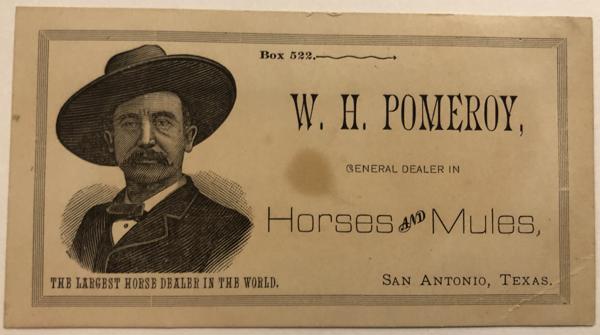 Box 522.
W. H. POMEROY,
GENERAL DEALER IN
Horses AND Mules,
THE LARGEST HORSE DEALER IN THE WORLD.
SAN ANTONIO, TEXAS.